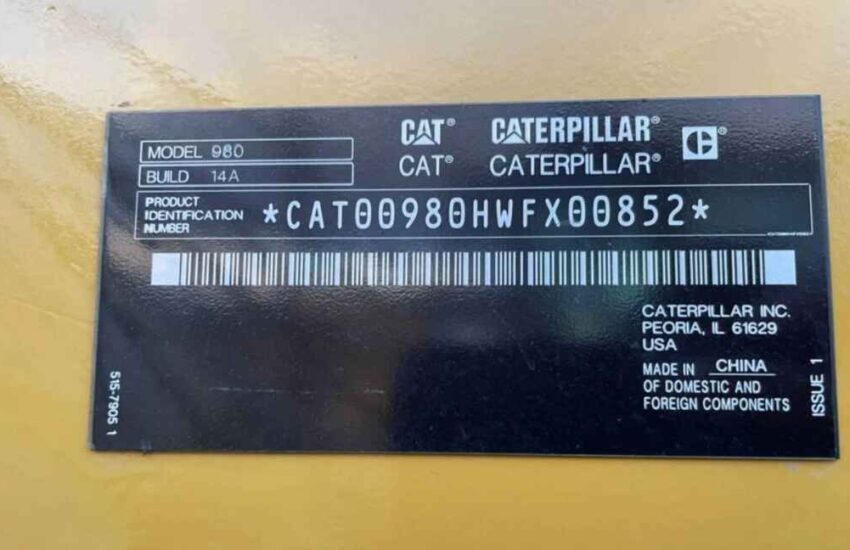 MODEL 980
BUILD 14A
CAT® CATERPILLAR® ®
CAT® CATERPILLAR®
PRODUCT
IDENTIFICATION
NUMBER
*CAT00980HWFX00852*
CATERPILLAR INC.
PEORIA, IL 61629
USA
MADE IN CHINA
OF DOMESTIC AND
FOREIGN COMPONENTS
515-7905 1
ISSUE 1